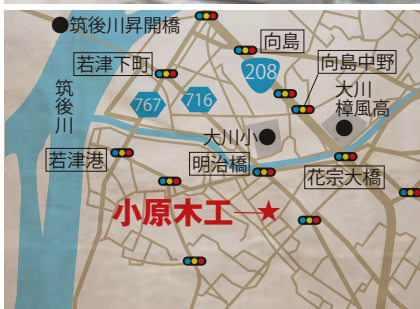 筑後川昇開橋
向島
若津下町
208
向島中野
筑後川
767
716
大川
樟風高
大川小
若津港
明治橋
花宗大橋
小原木工